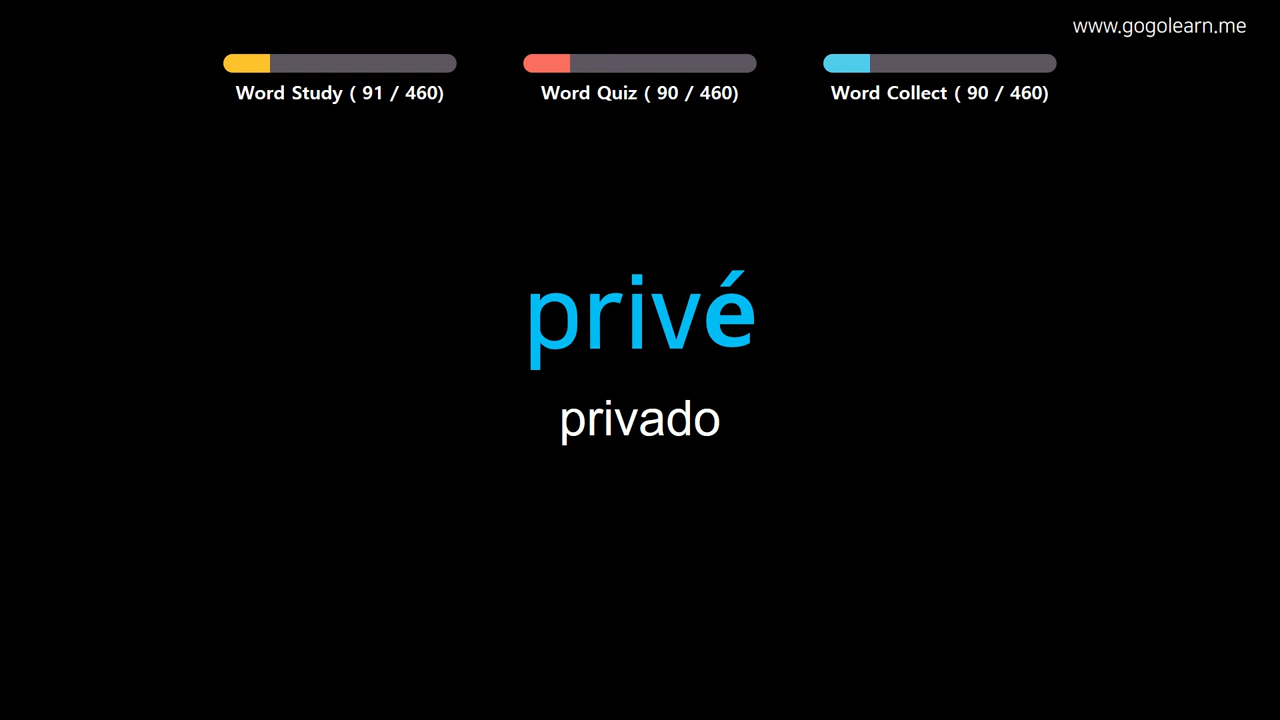 www.gogolearn.me
Word Study ( 91 / 460)
Word Quiz ( 90 / 460)
Word Collect ( 90 / 460)
privé
privado